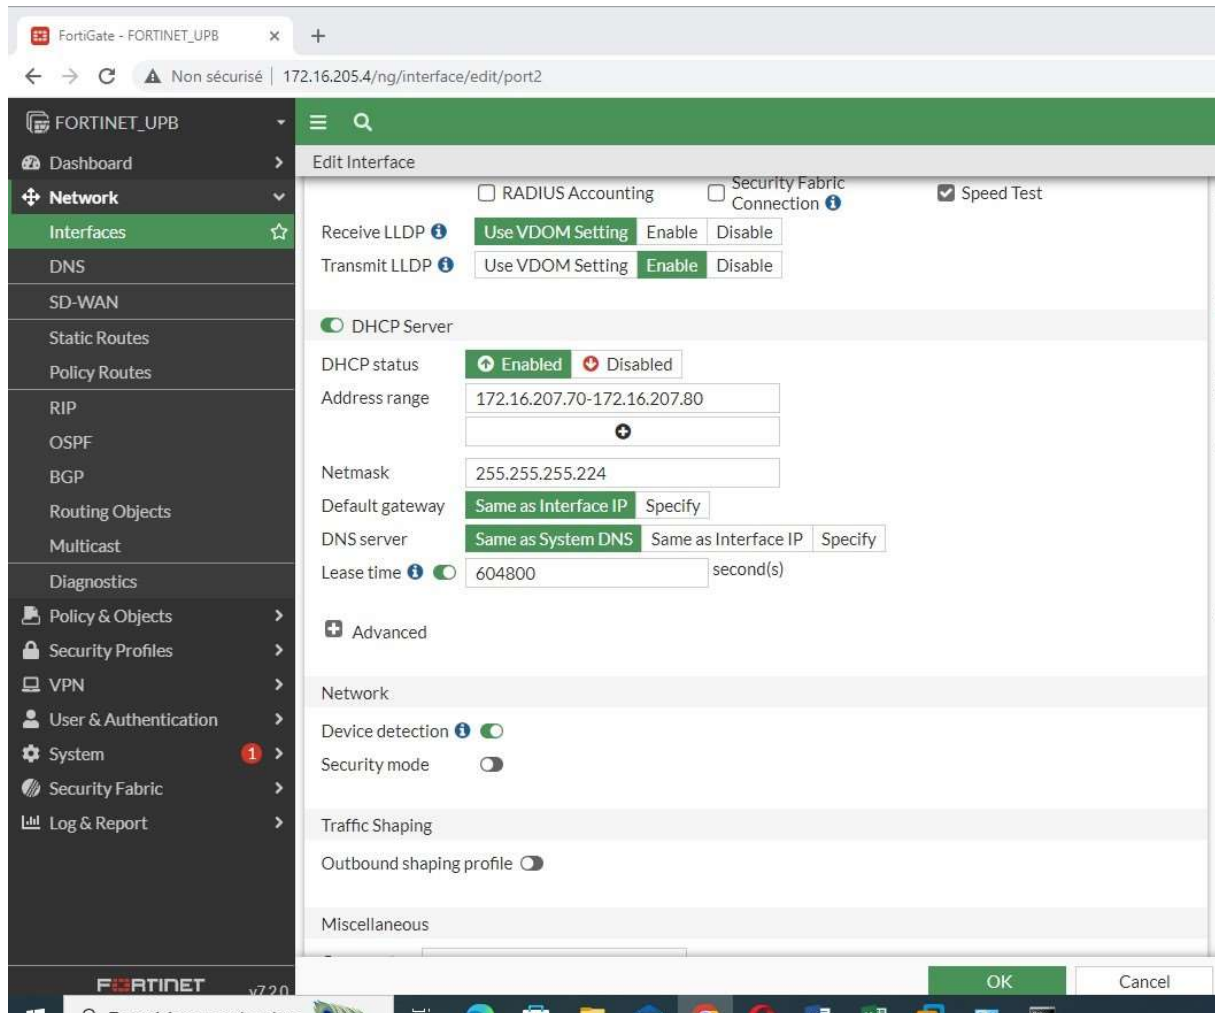 FortiGate - FORTINET_UPB
Non sécurisé | 172.16.205.4/ng/interface/edit/port2
FORTINET_UPB
Dashboard
Network
Interfaces
DNS
SD-WAN
Static Routes
Policy Routes
RIP
OSPF
BGP
Routing Objects
Multicast
Diagnostics
Policy & Objects
Security Profiles
VPN
User & Authentication
System 1
Security Fabric
Log & Report
FORTINET v7.2.0
Edit Interface
RADIUS Accounting Security Fabric Connection Speed Test
Receive LLDP Use VDOM Setting Enable Disable
Transmit LLDP Use VDOM Setting Enable Disable
DHCP Server
DHCP status Enabled Disabled
Address range 172.16.207.70-172.16.207.80
Netmask 255.255.255.224
Default gateway Same as Interface IP Specify
DNS server Same as System DNS Same as Interface IP Specify
Lease time 604800 second(s)
Advanced
Network
Device detection
Security mode
Traffic Shaping
Outbound shaping profile
Miscellaneous
OK Cancel